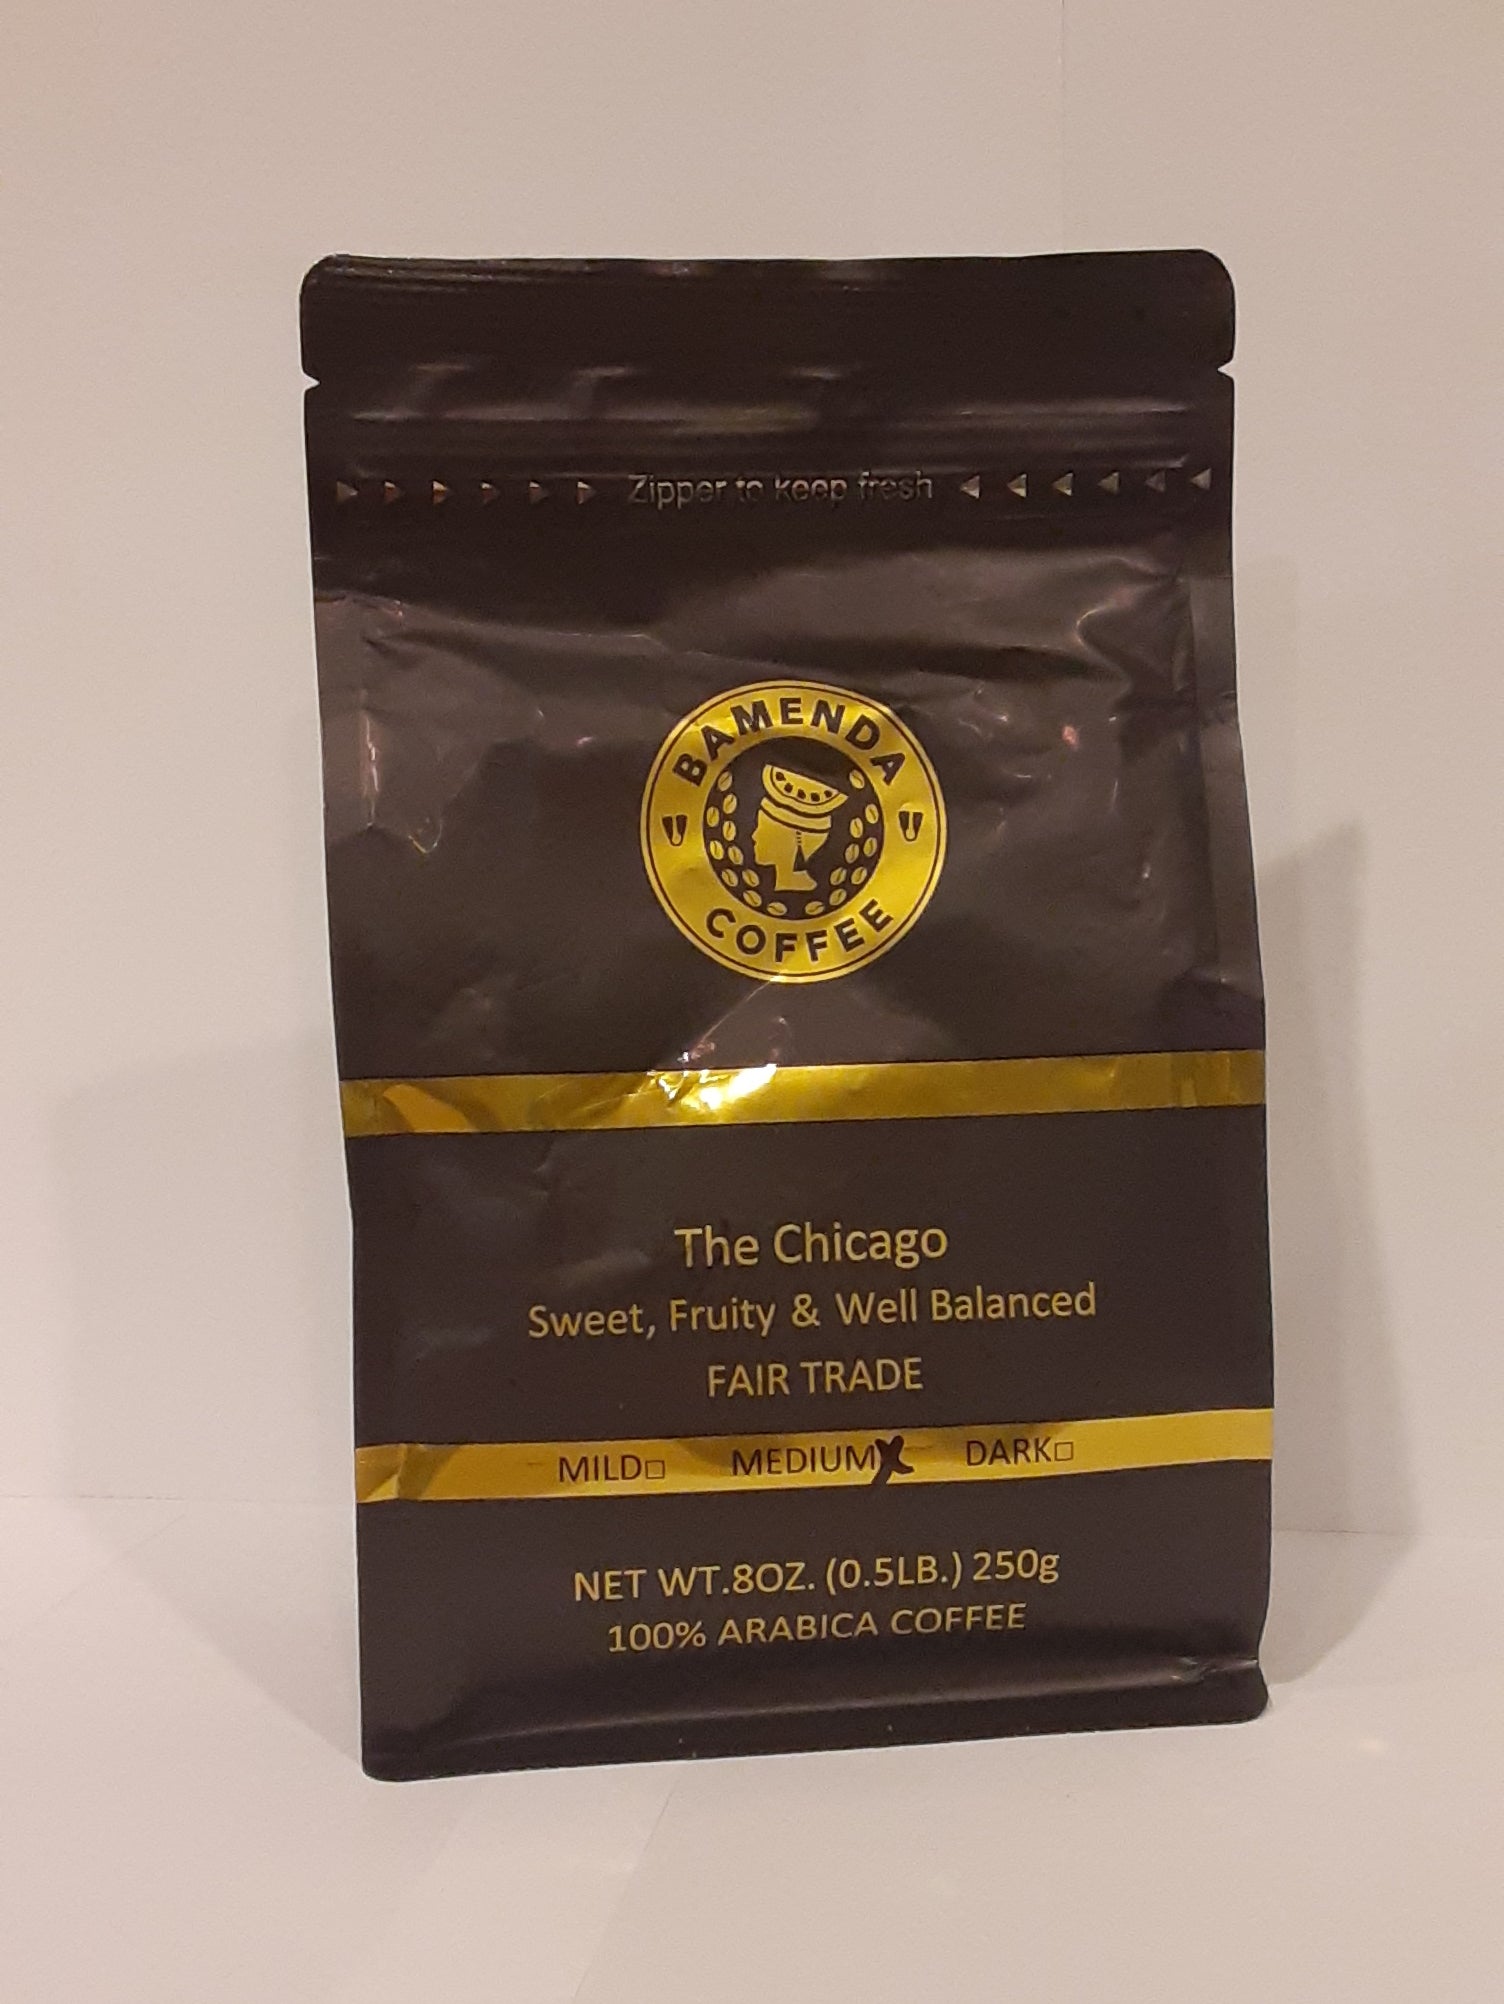 Zipper to keep fresh
BAMENDA
COFFEE
The Chicago
Sweet, Fruity & Well Balanced
FAIR TRADE
MILD□ MEDIUMX DARK□
NET WT.8OZ. (0.5LB.) 250g
100% ARABICA COFFEE